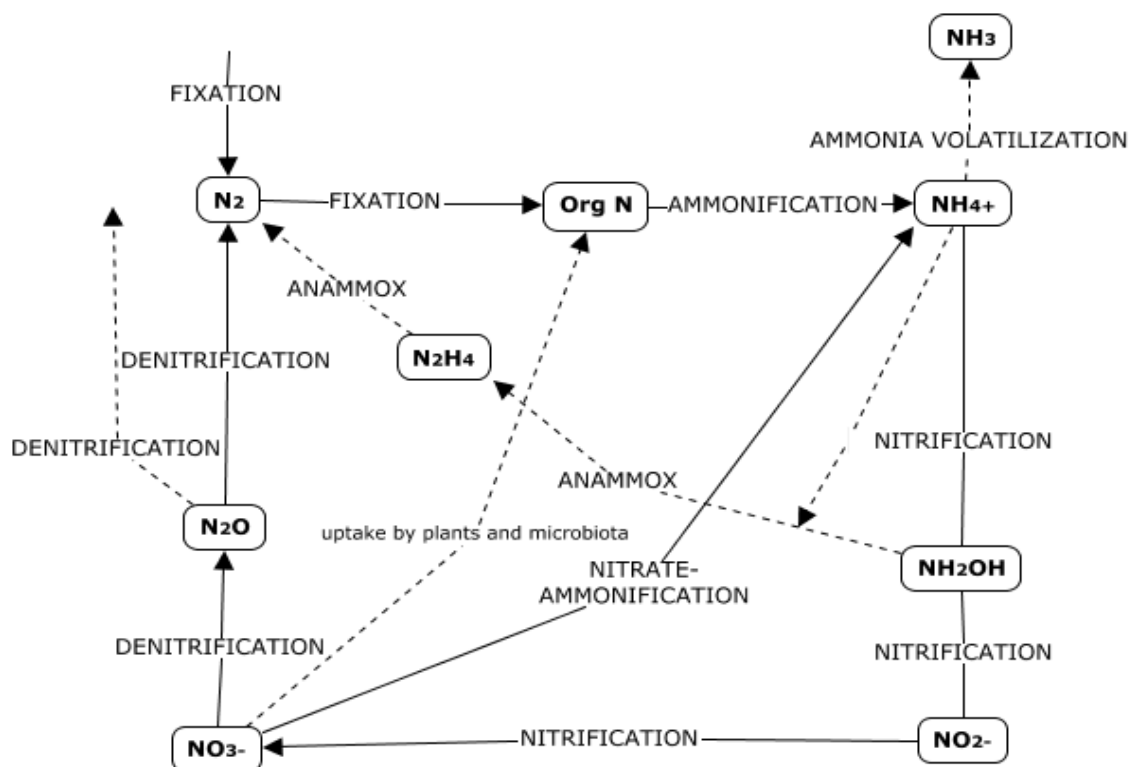 NH3
FIXATION
AMMONIA VOLATILIZATION
N2
FIXATION
Org N
AMMONIFICATION
NH4+
ANAMMOX
DENITRIFICATION
N2H4
DENITRIFICATION
NITRIFICATION
ANAMMOX
N2O
uptake by plants and microbiota
NITRATE-
AMMONIFICATION
NH2OH
DENITRIFICATION
NITRIFICATION
NO3-
NITRIFICATION
NO2-